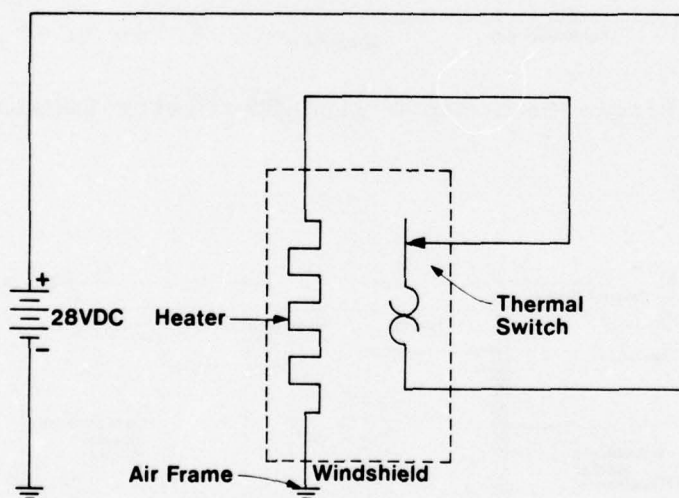 +
28VDC
-
Heater
Thermal
Switch
Air Frame
Windshield